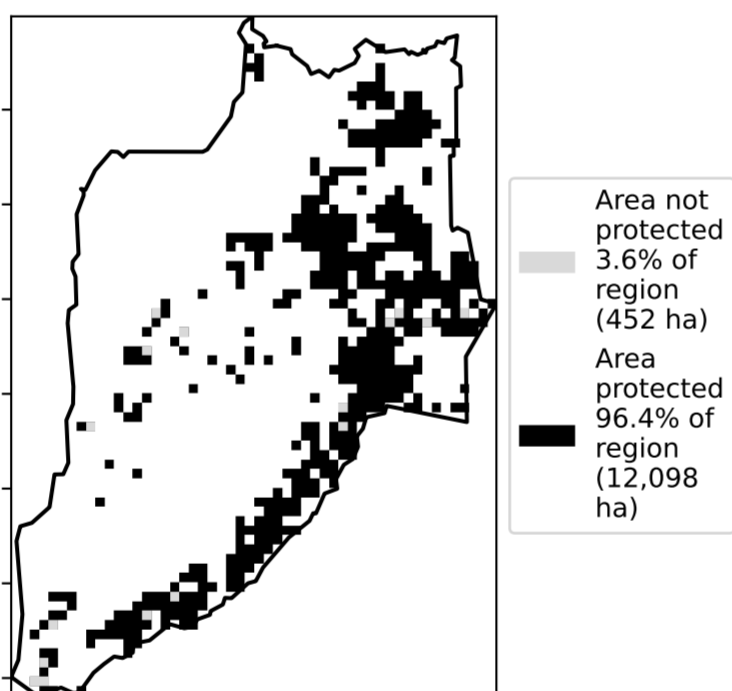 Area not
protected
3.6% of
region
(452 ha)
Area
protected
96.4% of
region
(12,098
ha)